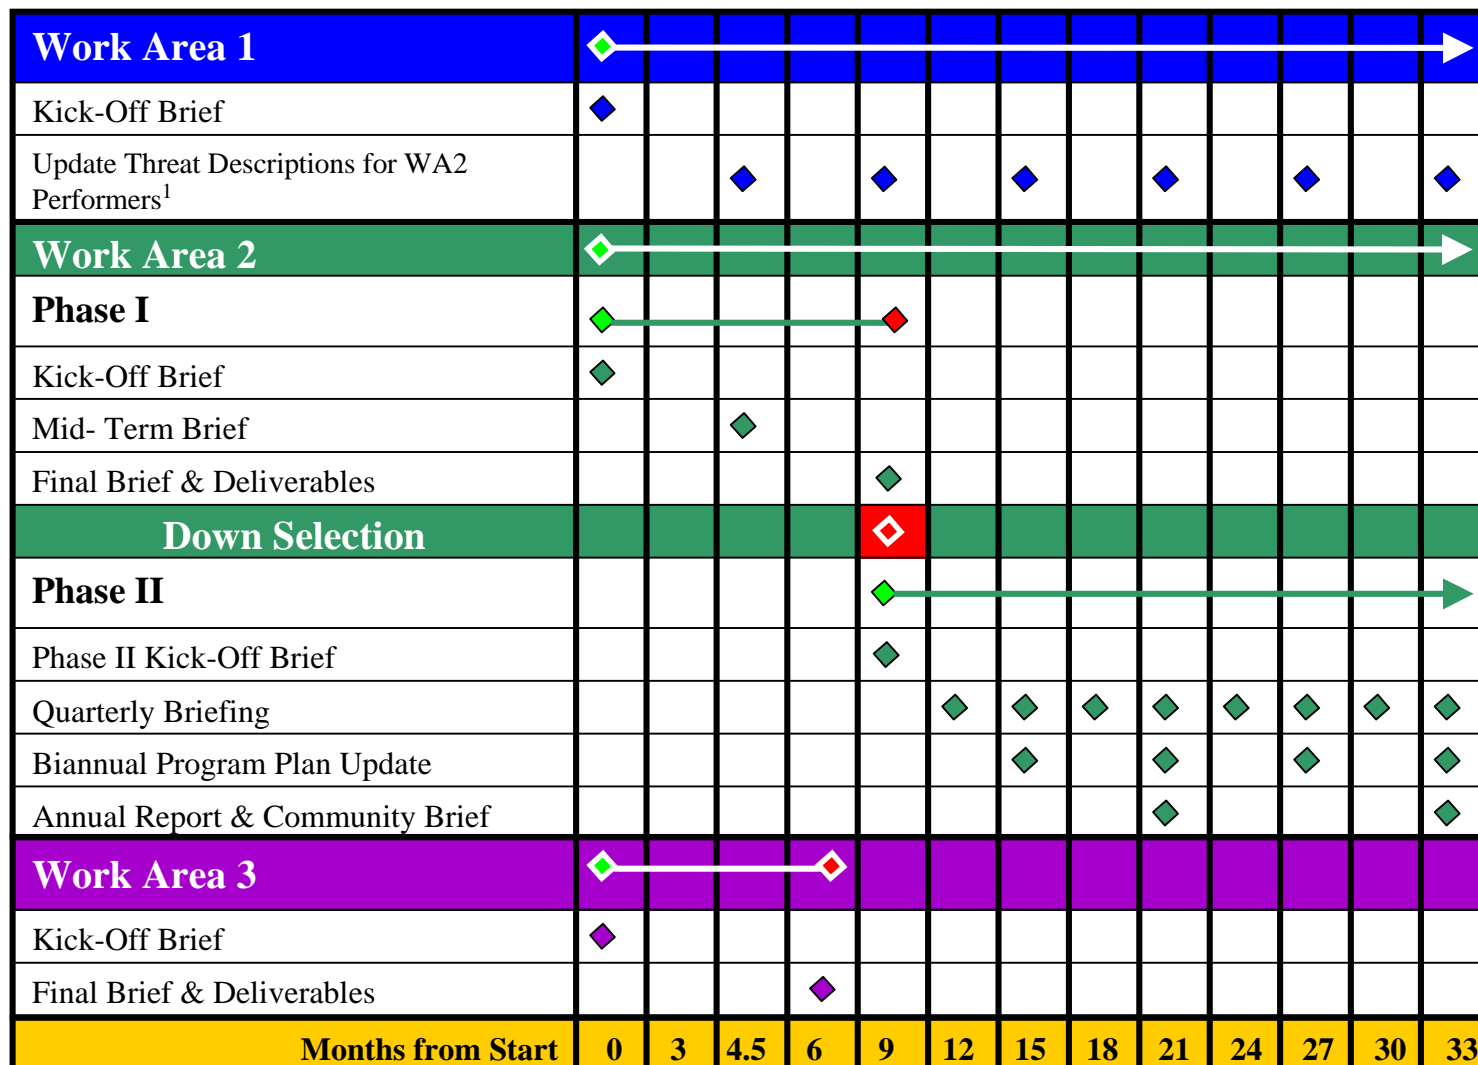 Work Area 1
Kick-Off Brief
Update Threat Descriptions for WA2
Performers1
Work Area 2
Phase I
Kick-Off Brief
Mid- Term Brief
Final Brief & Deliverables
Down Selection
Phase II
Phase II Kick-Off Brief
Quarterly Briefing
Biannual Program Plan Update
Annual Report & Community Brief
Work Area 3
Kick-Off Brief
Final Brief & Deliverables
Months from Start 0 3 4.5 6 9 12 15 18 21 24 27 30 33